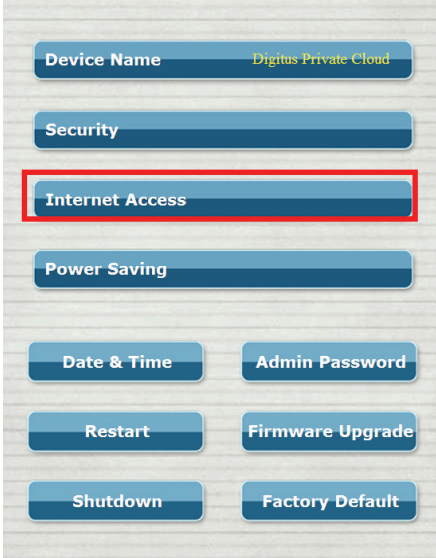 Device Name Digitus Private Cloud
Security
Internet Access
Power Saving
Date & Time Admin Password
Restart Firmware Upgrade
Shutdown Factory Default